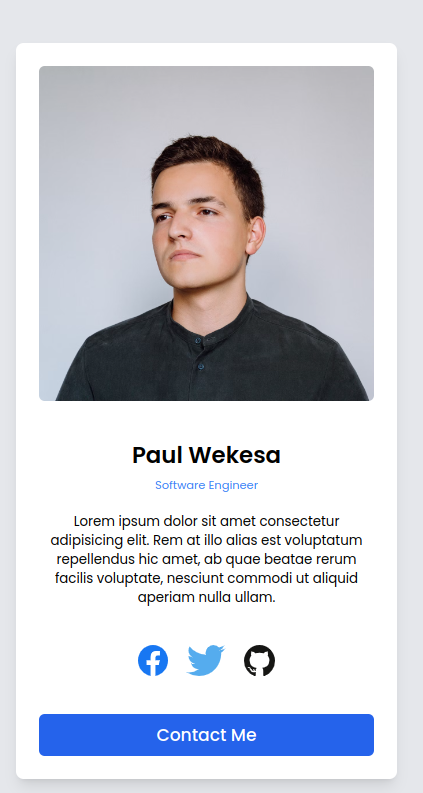 Paul Wekesa
Software Engineer
Lorem ipsum dolor sit amet consectetur
adipisicing elit. Rem at illo alias est voluptatum
repellendus hic amet, ab quae beatae rerum
facilis voluptate, nesciunt commodi ut aliquid
aperiam nulla ullam.
Contact Me